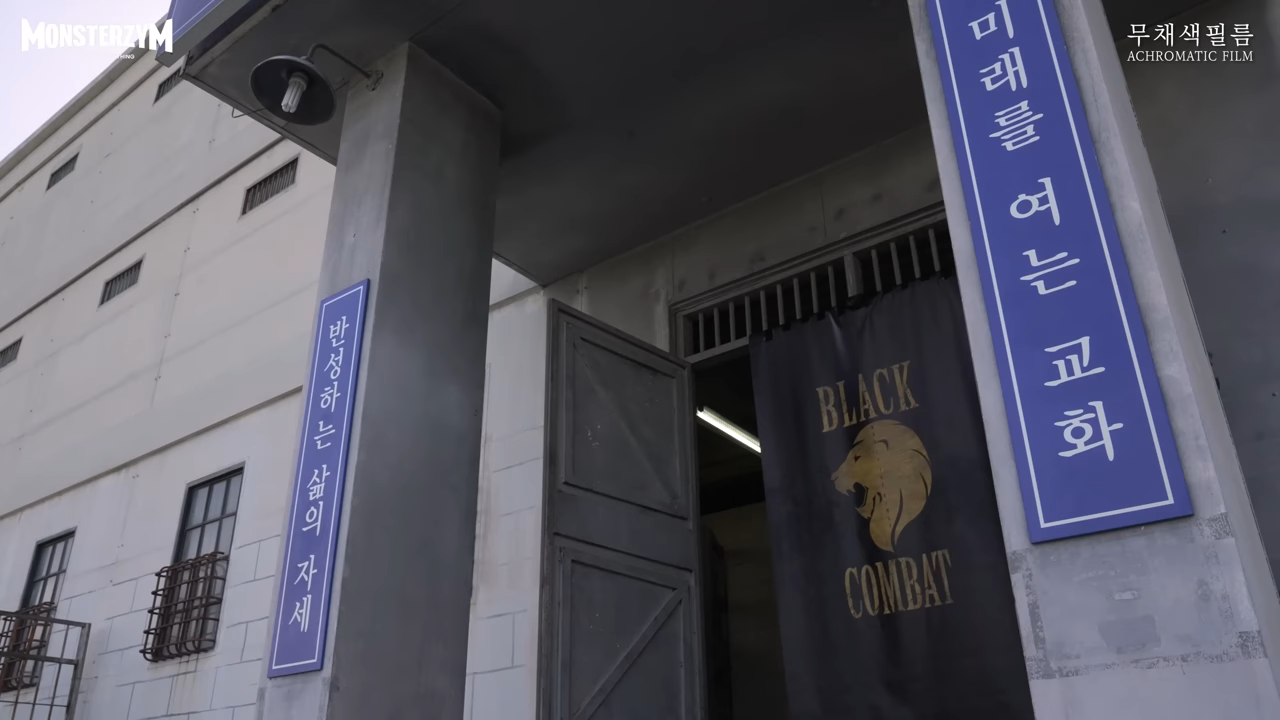 MONSTERZYM
무채색필름
ACHROMATIC FILM
미래를 여는 교화
반성하는 삶의 자세
BLACK
COMBAT